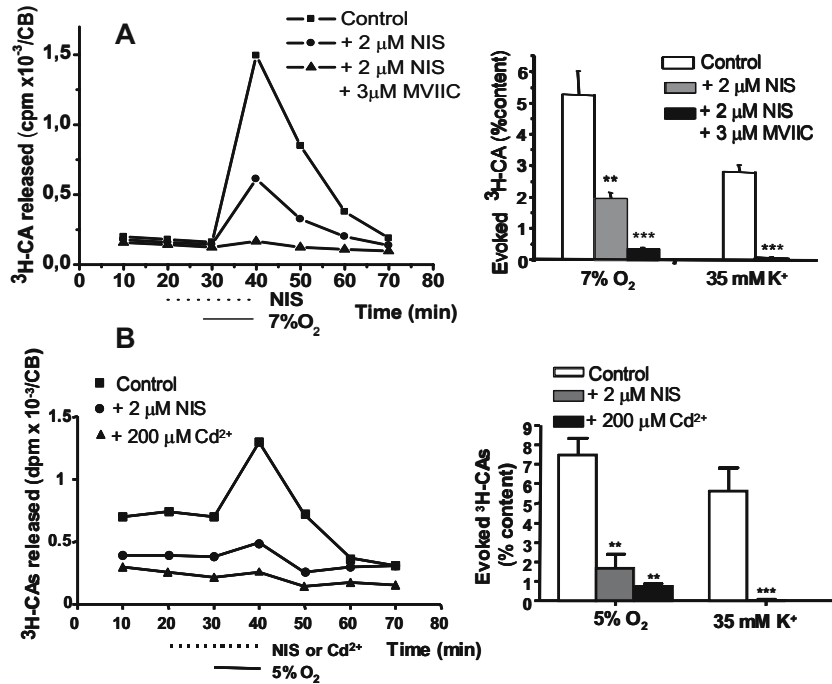 A
Control
+ 2 μM NIS
+ 2 μM NIS
+ 3μM MVIIC
³H-CA released (cpm x10⁻³/CB)
1,5
1,0
0,5
0,0
0 10 20 30 40 50 60 70 80
NIS
Time (min)
7%O₂
Control
+ 2 μM NIS
+ 2 μM NIS
+ 3 μM MVIIC
Evoked ³H-CA (%content)
6
5
4
3
2
1
0
**
***
***
7% O₂
35 mM K⁺
B
Control
+ 2 μM NIS
+ 200 μM Cd²⁺
³H-CAs released (dpm x 10⁻³/CB)
1.5
1
0.5
0
0 10 20 30 40 50 60 70 80
NIS or Cd²⁺
Time (min)
5%O₂
Control
+ 2 μM NIS
+ 200 μM Cd²⁺
Evoked ³H-CAs
(% content)
9
8
7
6
5
4
3
2
1
0
**
**
***
5% O₂
35 mM K⁺